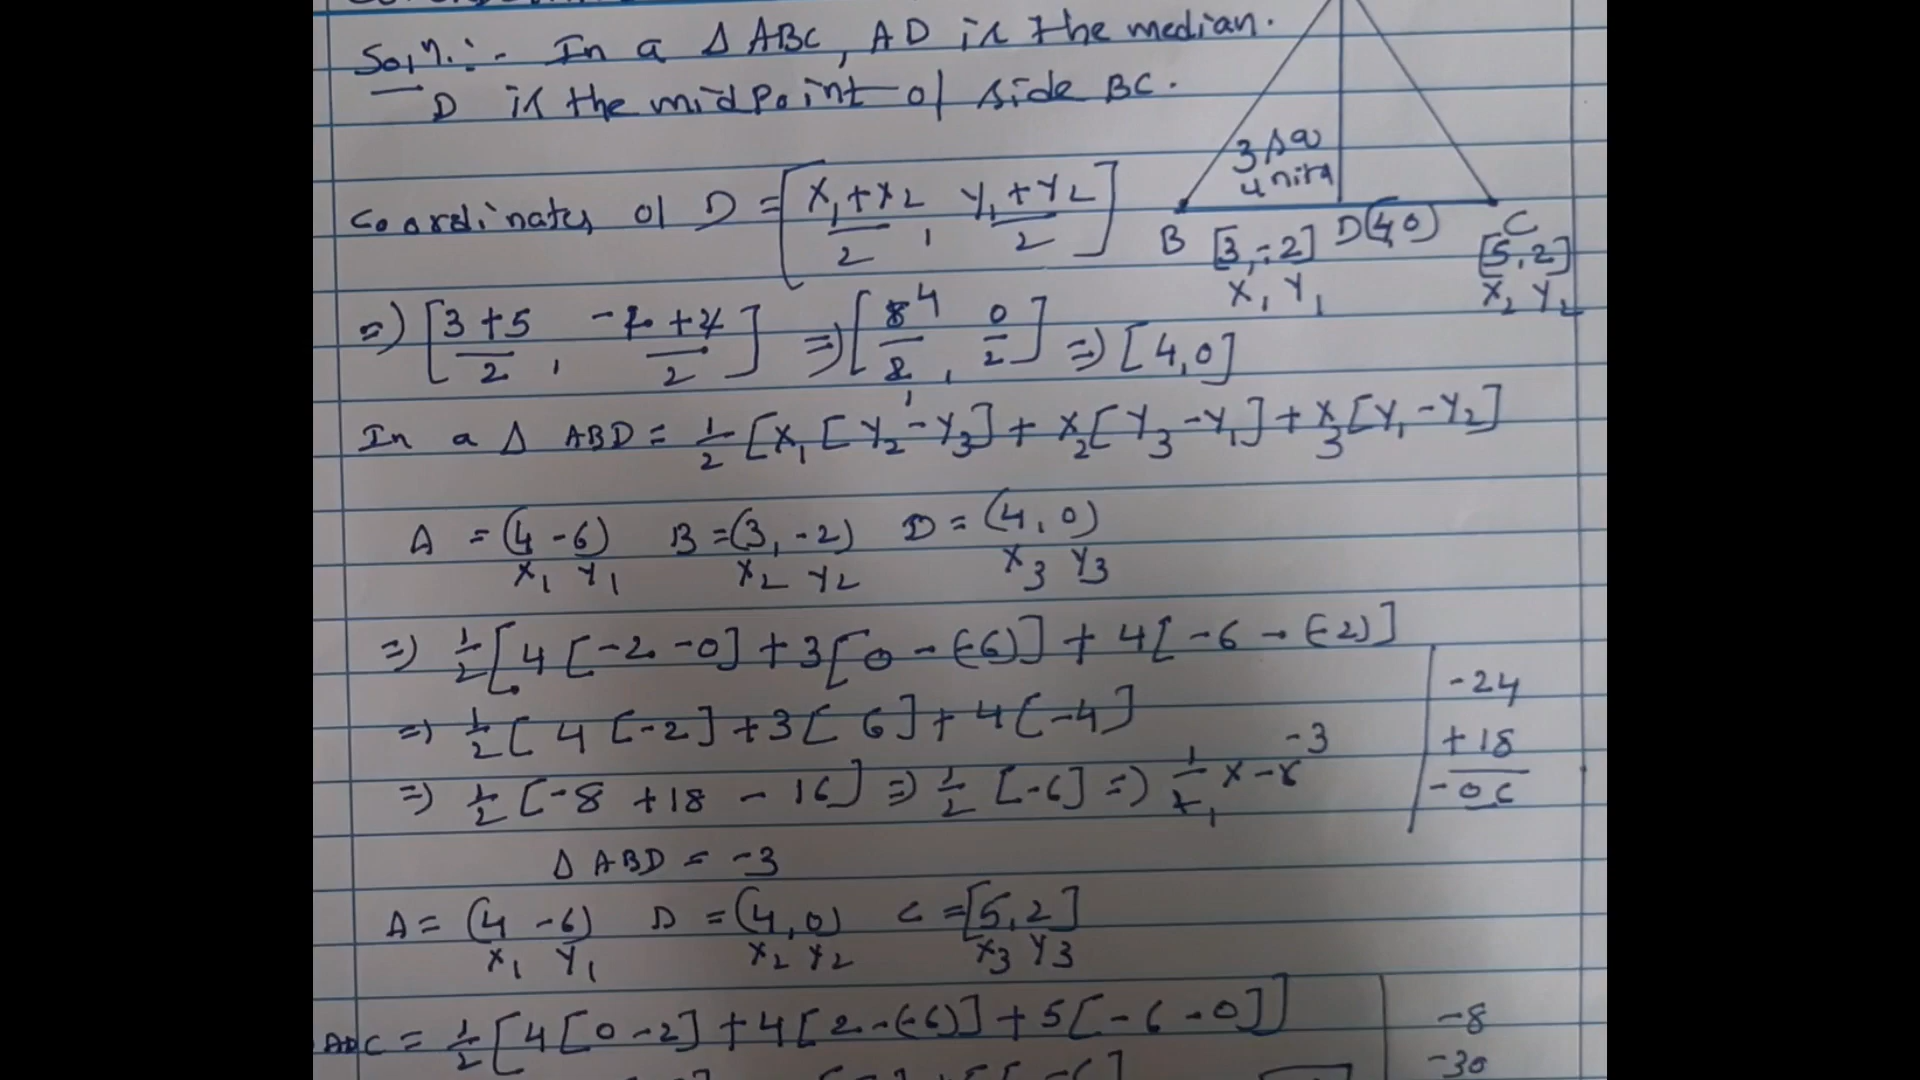 Soln:- In a Δ ABC, AD is the median.
D is the midpoint of side BC.
3 sq
units
Coordinates of D = [x₁+x₂/2, y₁+y₂/2]
B [3,-2] D(4,0) C [5,2]
x₁ y₁ x₂ y₂
=) [3+5/2, -2+2/2] =) [8/2, 0/2] =) [4,0]
In a Δ ABD = 1/2 [x₁[y₂-y₃] + x₂[y₃-y₁] + x₃[y₁-y₂]
A = (4 -6) B = (3, -2) D = (4, 0)
x₁ y₁ x₂ y₂ x₃ y₃
=) 1/2 [4[-2-0] + 3[0-(-6)] + 4[-6-(-2)]
=) 1/2 [4[-2] + 3[6] + 4[-4]
=) 1/2 [-8 +18 - 16] =) 1/2 [-6] =) 1/2 x -6 -3
-24
+18
-06
Δ ABD = -3
A = (4 -6) D = (4, 0) C = [5, 2]
x₁ y₁ x₂ y₂ x₃ y₃
ADC = 1/2 [4[0-2] + 4[2-(-6)] + 5[-6-0]]
-8
-30